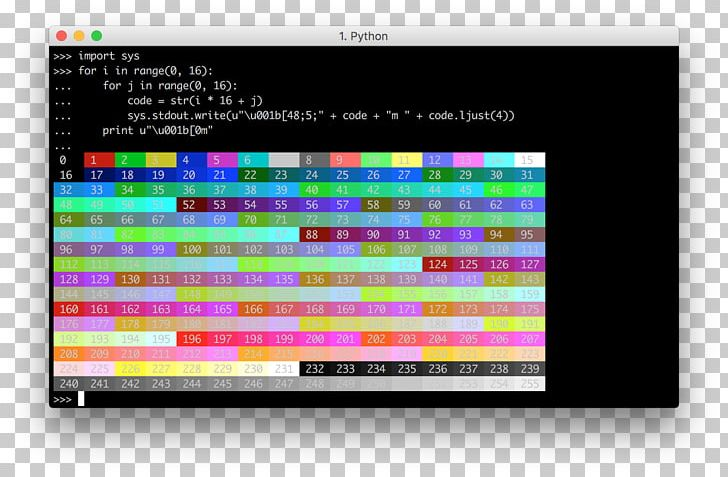 1. Python
>>> import sys
>>> for i in range(0, 16):
...     for j in range(0, 16):
...         code = str(i * 16 + j)
...         sys.stdout.write(u"\u001b[48;5;" + code + "m " + code.ljust(4))
...     print u"\u001b[0m"
...
0 1 2 3 4 5 6 8 9 10 11 12 13 14 15
16 17 18 19 20 21 22 23 24 25 26 27 28 29 30 31
32 33 34 35 36 37 38 39 40 41 42 43 44 45 46 47
48 49 50 51 52 53 54 55 56 57 58 59 60 61 62 63
64 65 66 67 68 69 70 71 72 73 74 75 76 77 78 79
80 81 82 83 84 85 86 87 88 89 90 91 92 93 94 95
96 97 98 99 100 101 102 103 104 105 106 107 108 109 110 111
112 113 114 115 116 117 118 119 120 121 122 123 124 125 126 127
128 129 130 131 132 133 134 135 136 137 138 139 140 141 142 143
144 145 146 147 148 149 153 154 155 156 157 158 159
160 161 162 163 164 165 166 167 168 169 170 171 172 173 174 175
176 177 178 179 180 181 184 185 186 187 188 189 190 191
192 193 194 195 196 197 198 199 200 201 202 203 204 205 206 207
208 209 210 211 212 213 214 215 216 217 218 219 220 221 222 223
224 225 226 227 228 229 230 231 232 233 234 235 236 237 238 239
240 241 242 243 244 245 246 247 248 249 250 254 255
>>>